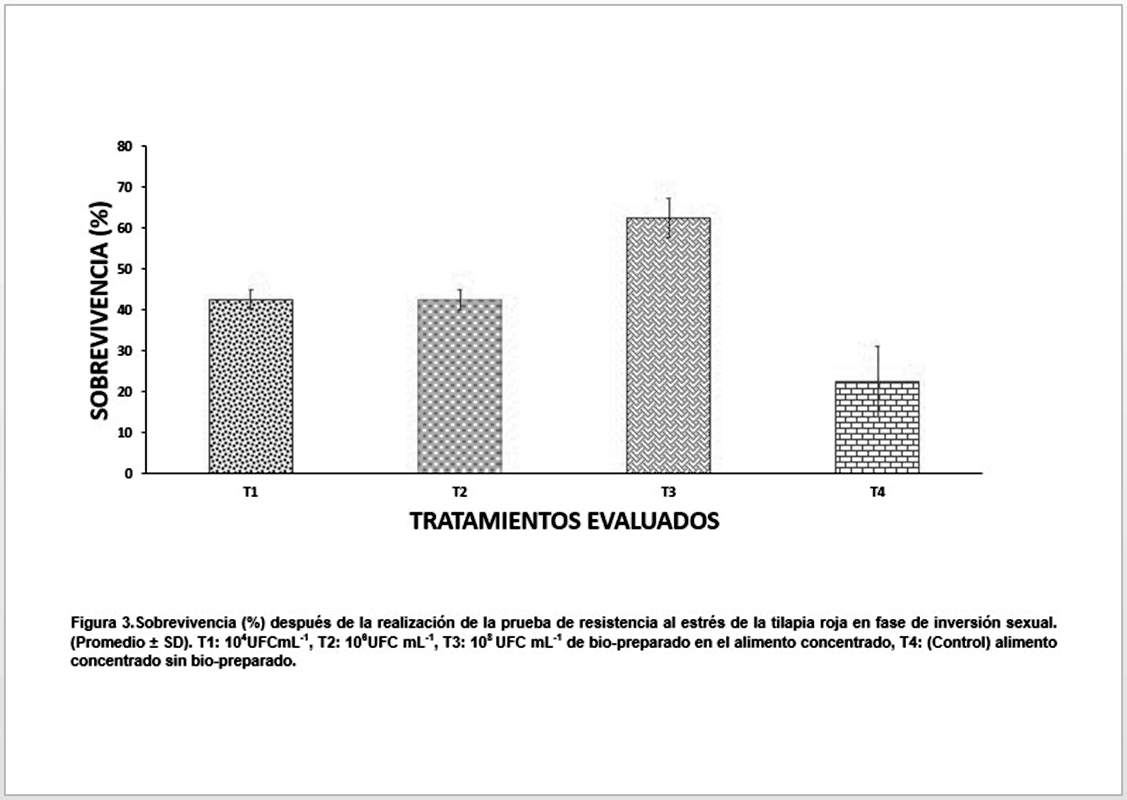 80
70
60
50
40
30
20
10
0
SOBREVIVENCIA (%)
T1 T2 T3 T4
TRATAMIENTOS EVALUADOS
Figura 3.Sobrevivencia (%) después de la realización de la prueba de resistencia al estrés de la tilapia roja en fase de inversión sexual.
(Promedio ± SD). T1: 10⁴UFCmL⁻¹, T2: 10⁶UFC mL⁻¹, T3: 10⁸ UFC mL⁻¹ de bio-preparado en el alimento concentrado, T4: (Control) alimento
concentrado sin bio-preparado.